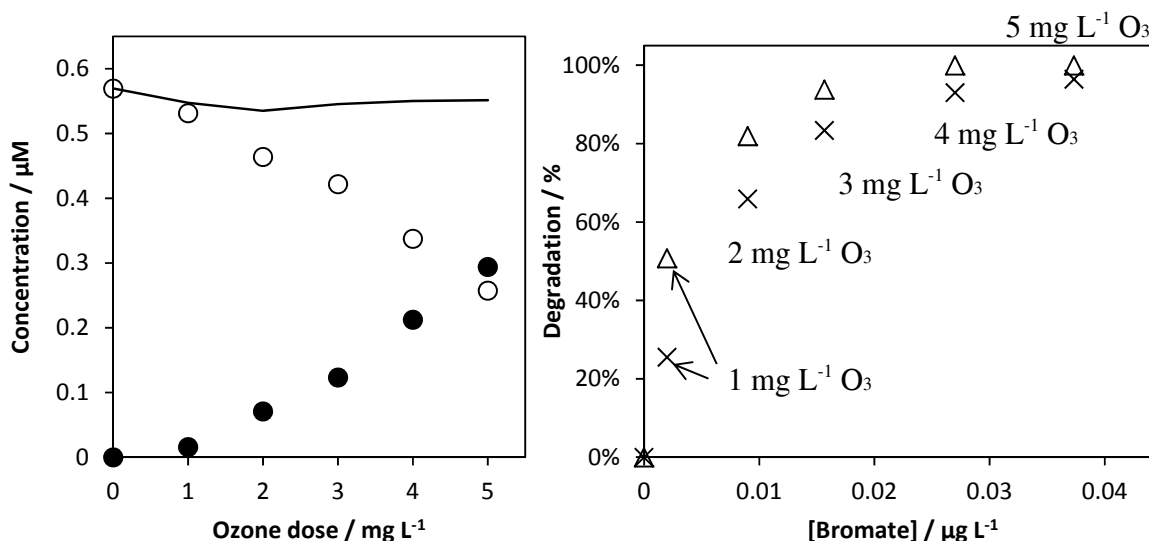 Concentration / µM
0.6
0.5
0.4
0.3
0.2
0.1
0
0 1 2 3 4 5
Ozone dose / mg L⁻¹
Degradation / %
100%
80%
60%
40%
20%
0%
0 0.01 0.02 0.03 0.04
[Bromate] / µg L⁻¹
5 mg L⁻¹ O₃
4 mg L⁻¹ O₃
3 mg L⁻¹ O₃
2 mg L⁻¹ O₃
1 mg L⁻¹ O₃